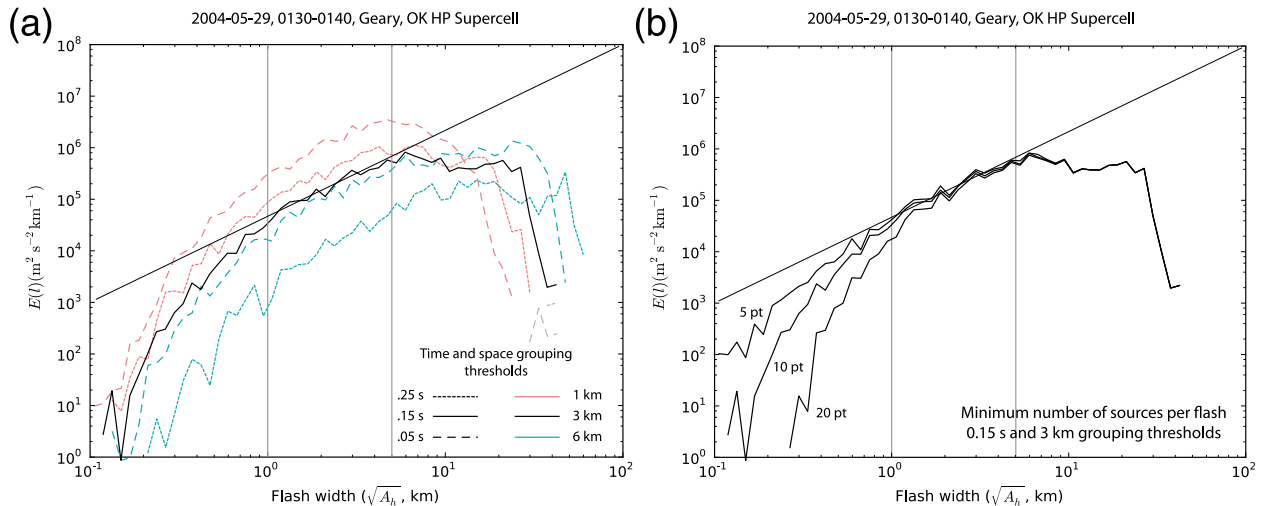 (a)
2004-05-29, 0130-0140, Geary, OK HP Supercell
10^8
10^7
10^6
10^5
10^4
10^3
10^2
10^1
10^0
E(l)(m^2 s^-2 km^-1)
Time and space grouping
thresholds
.25 s
1 km
.15 s
3 km
.05 s
6 km
10^-1
10^0
10^1
10^2
Flash width (√A_h, km)
(b)
2004-05-29, 0130-0140, Geary, OK HP Supercell
10^8
10^7
10^6
10^5
10^4
10^3
10^2
10^1
10^0
E(l)(m^2 s^-2 km^-1)
5 pt
10 pt
20 pt
Minimum number of sources per flash
0.15 s and 3 km grouping thresholds
10^-1
10^0
10^1
10^2
Flash width (√A_h, km)